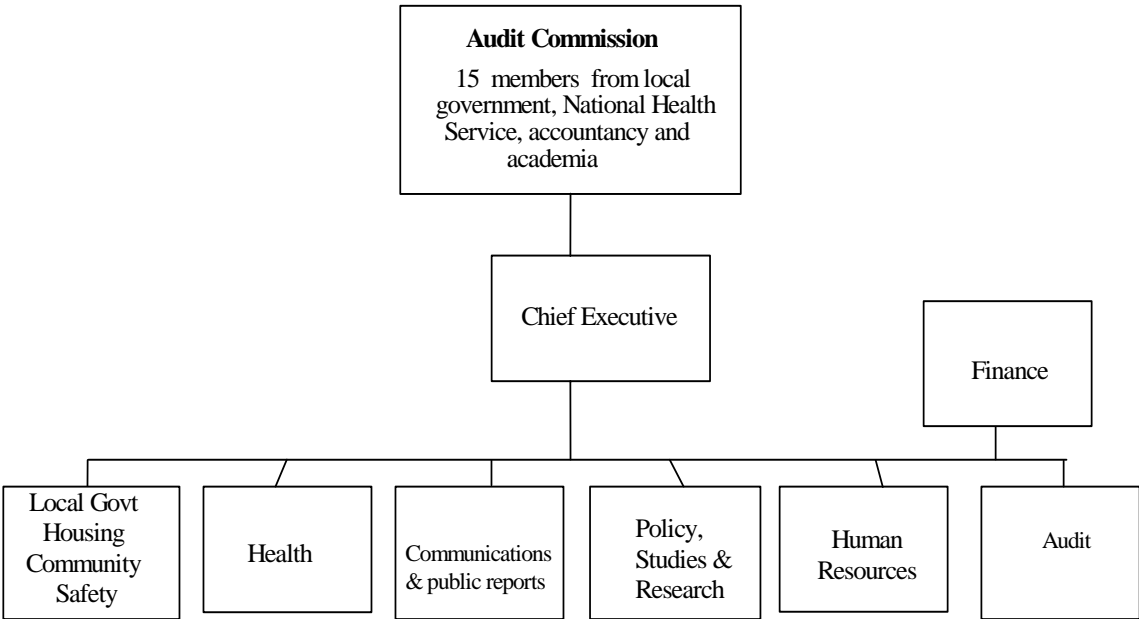 Audit Commission
15 members from local
government, National Health
Service, accountancy and
academia
Chief Executive
Finance
Local Govt
Housing
Community
Safety
Health
Communications
& public reports
Policy,
Studies &
Research
Human
Resources
Audit